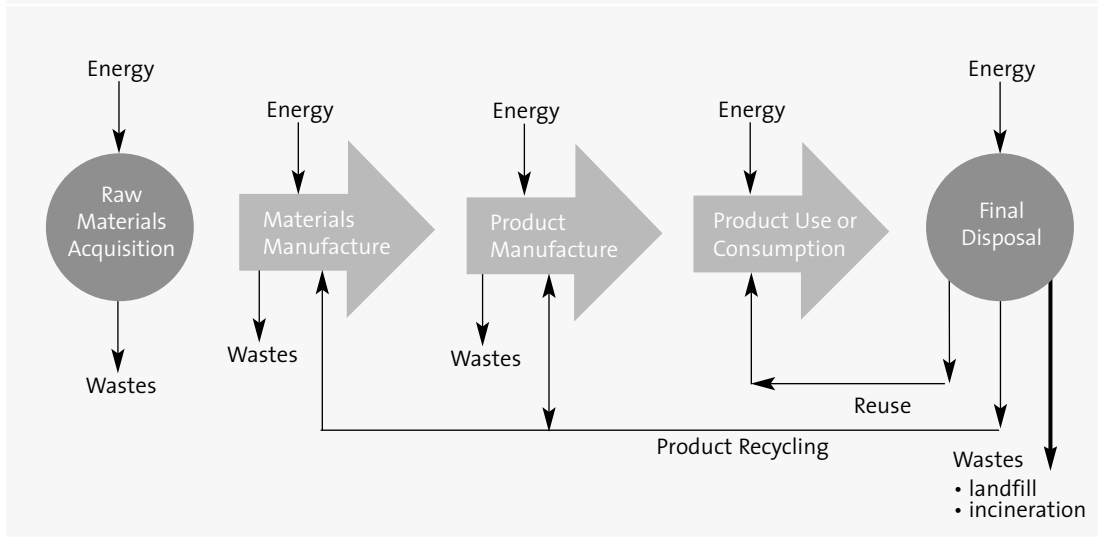 Energy
Raw
Materials
Acquisition
Wastes
Energy
Materials
Manufacture
Wastes
Energy
Product
Manufacture
Wastes
Energy
Product Use or
Consumption
Energy
Final
Disposal
Reuse
Product Recycling
Wastes
• landfill
• incineration